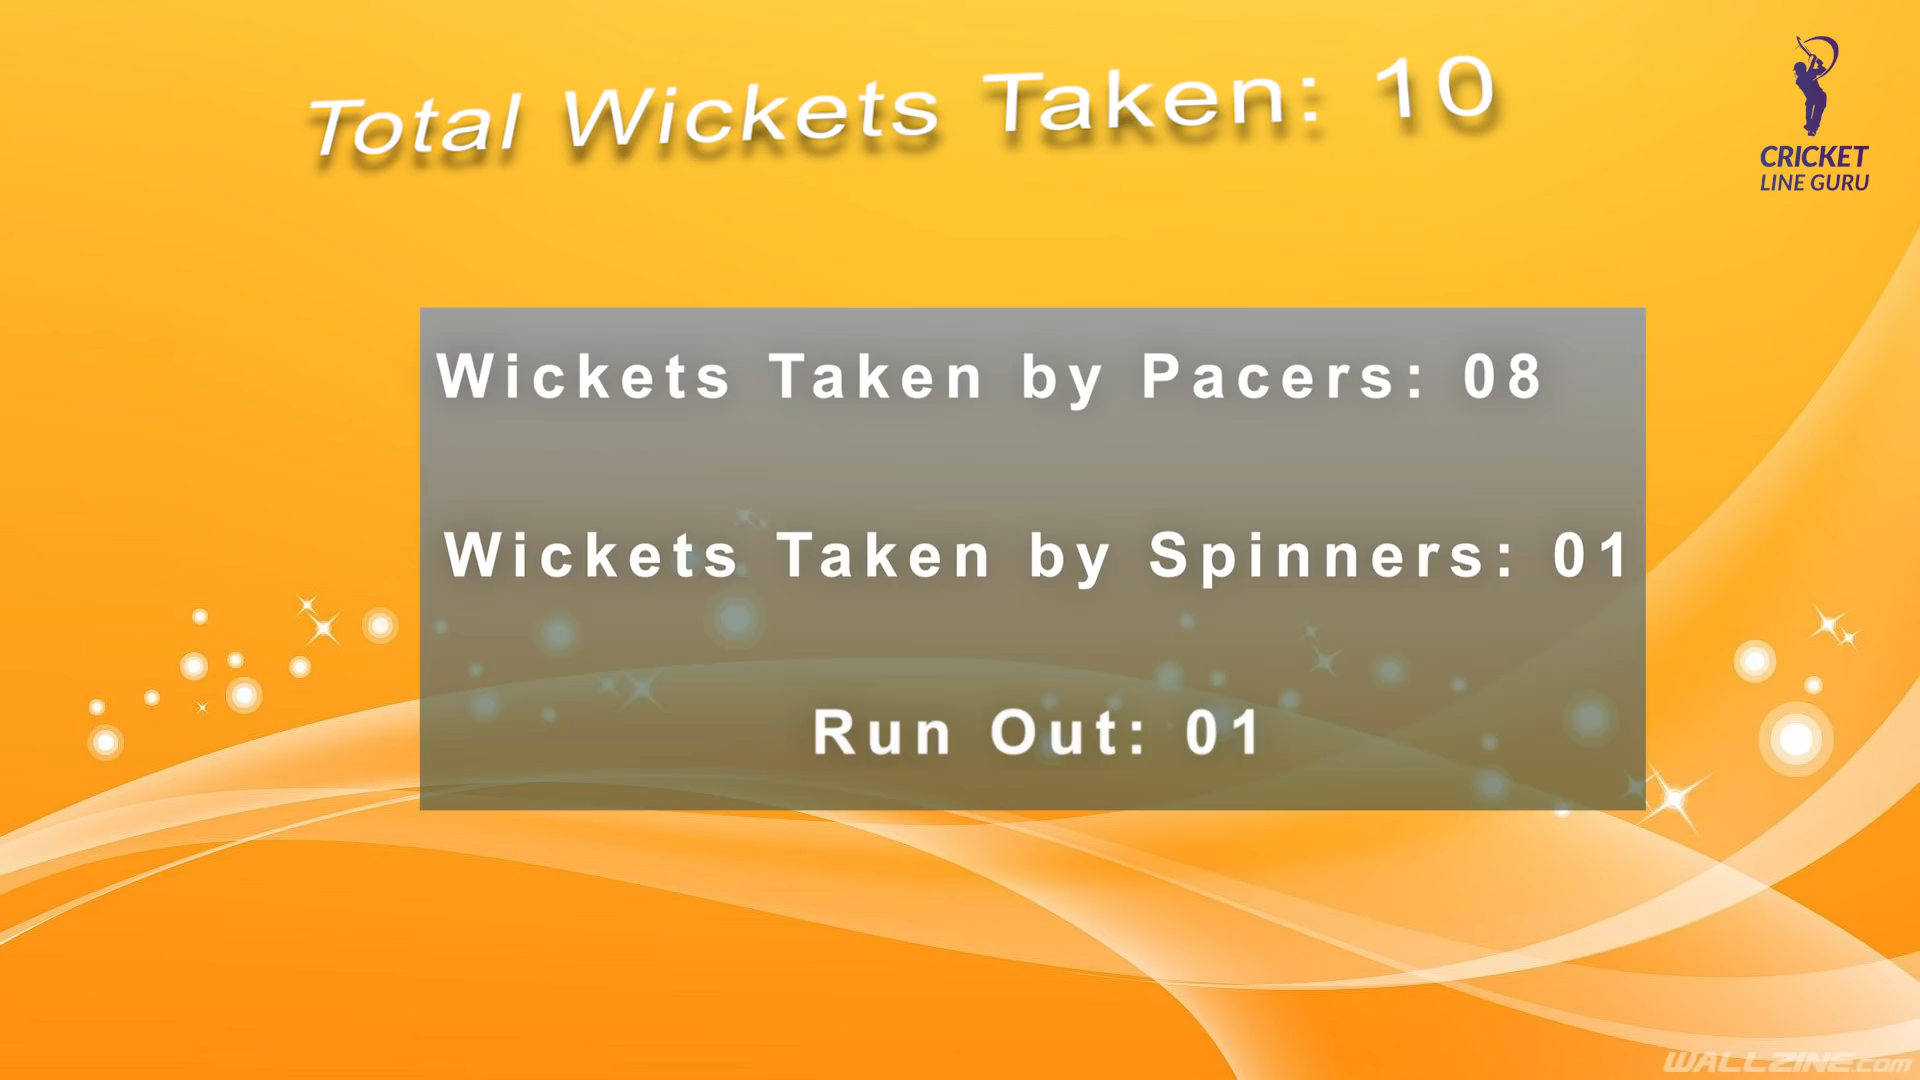 Total Wickets Taken: 10
CRICKET
LINE GURU
Wickets Taken by Pacers: 08
Wickets Taken by Spinners: 01
Run Out: 01
WALLZINE.com